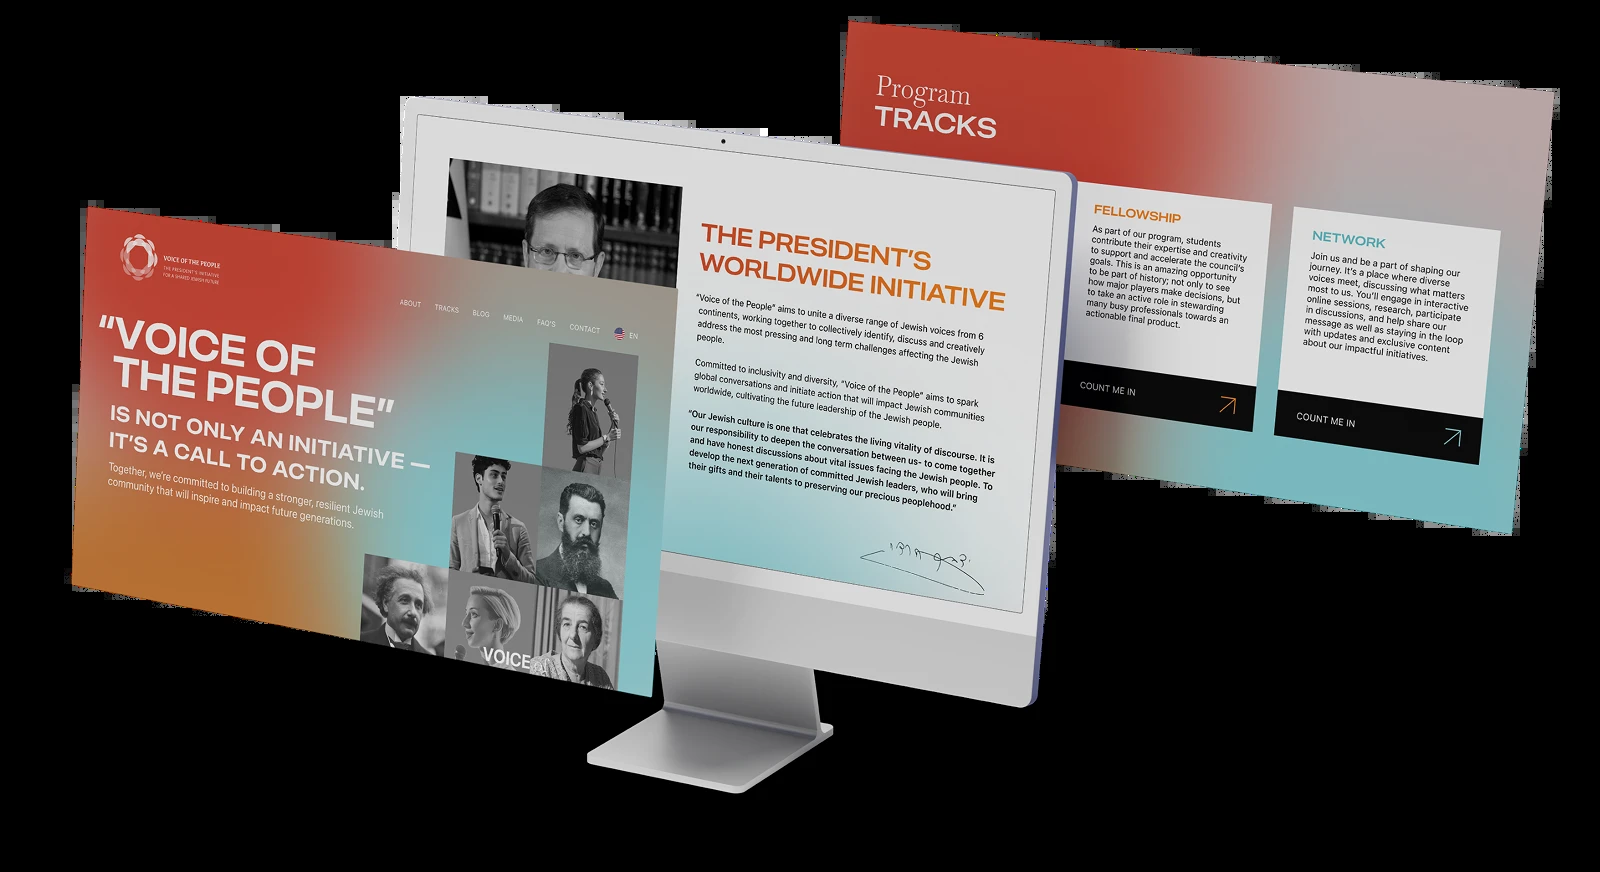 VOICE OF THE PEOPLE
THE PRESIDENT'S INITIATIVE
FOR A SHARED JEWISH FUTURE
ABOUT TRACKS BLOG MEDIA FAQ'S CONTACT EN
“VOICE OF
THE PEOPLE”
IS NOT ONLY AN INITIATIVE —
IT'S A CALL TO ACTION.
Together, we're committed to building a stronger, resilient Jewish
community that will inspire and impact future generations.
VOICE
THE PRESIDENT'S
WORLDWIDE INITIATIVE
“Voice of the People” aims to unite a diverse range of Jewish voices from 6
continents, working together to collectively identify, discuss and creatively
address the most pressing and long term challenges affecting the Jewish
people.
Committed to inclusivity and diversity, “Voice of the People” aims to spark
global conversations and initiate action that will impact Jewish communities
worldwide, cultivating the future leadership of the Jewish people.
“Our Jewish culture is one that celebrates the living vitality of discourse. It is
our responsibility to deepen the conversation between us- to come together
and have honest discussions about vital issues facing the Jewish people. To
develop the next generation of committed Jewish leaders, who will bring
their gifts and their talents to preserving our precious peoplehood.”
Program
TRACKS
FELLOWSHIP
As part of our program, students
contribute their expertise and creativity
to support and accelerate the council's
goals. This is an amazing opportunity
to be part of history; not only to see
how major players make decisions, but
to take an active role in stewarding
many busy professionals towards an
actionable final product.
COUNT ME IN
NETWORK
Join us and be a part of shaping our
journey. It's a place where diverse
voices meet, discussing what matters
most to us. You'll engage in interactive
online sessions, research, participate
in discussions, and help share our
message as well as staying in the loop
with updates and exclusive content
about our impactful initiatives.
COUNT ME IN